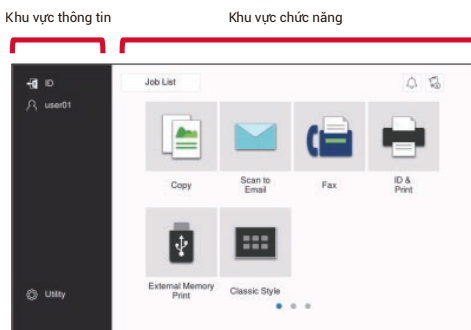 Khu vực thông tin
Khu vực chức năng
ID
user01
Job List
Copy
Scan to
Email
Fax
ID &
Print
External Memory
Print
Classic Style
Utility